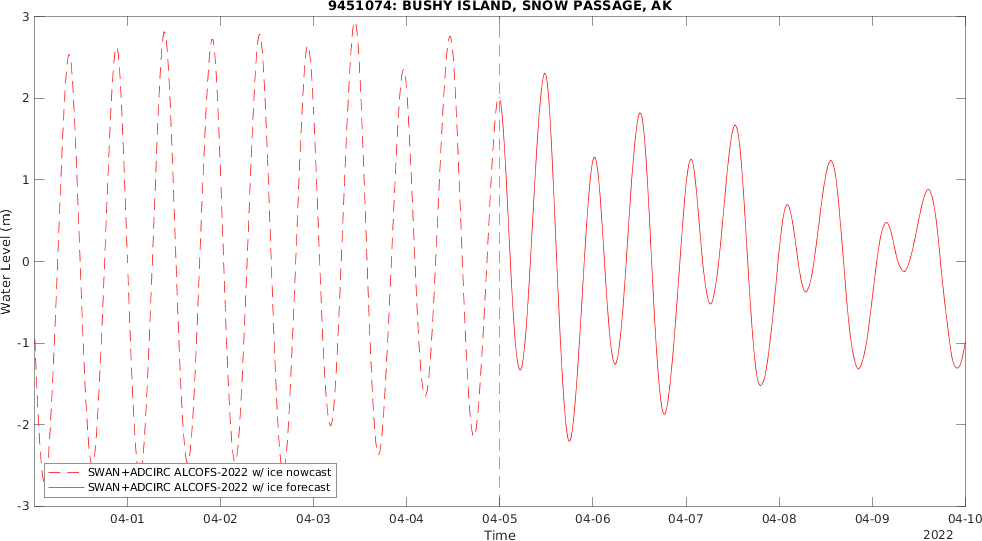 9451074: BUSHY ISLAND, SNOW PASSAGE, AK
3
2
1
0
-1
-2
-3
Water Level (m)
SWAN+ADCIRC ALCOFS-2022 w/ ice nowcast
SWAN+ADCIRC ALCOFS-2022 w/ ice forecast
04-01 04-02 04-03 04-04 04-05 04-06 04-07 04-08 04-09 04-10
Time
2022